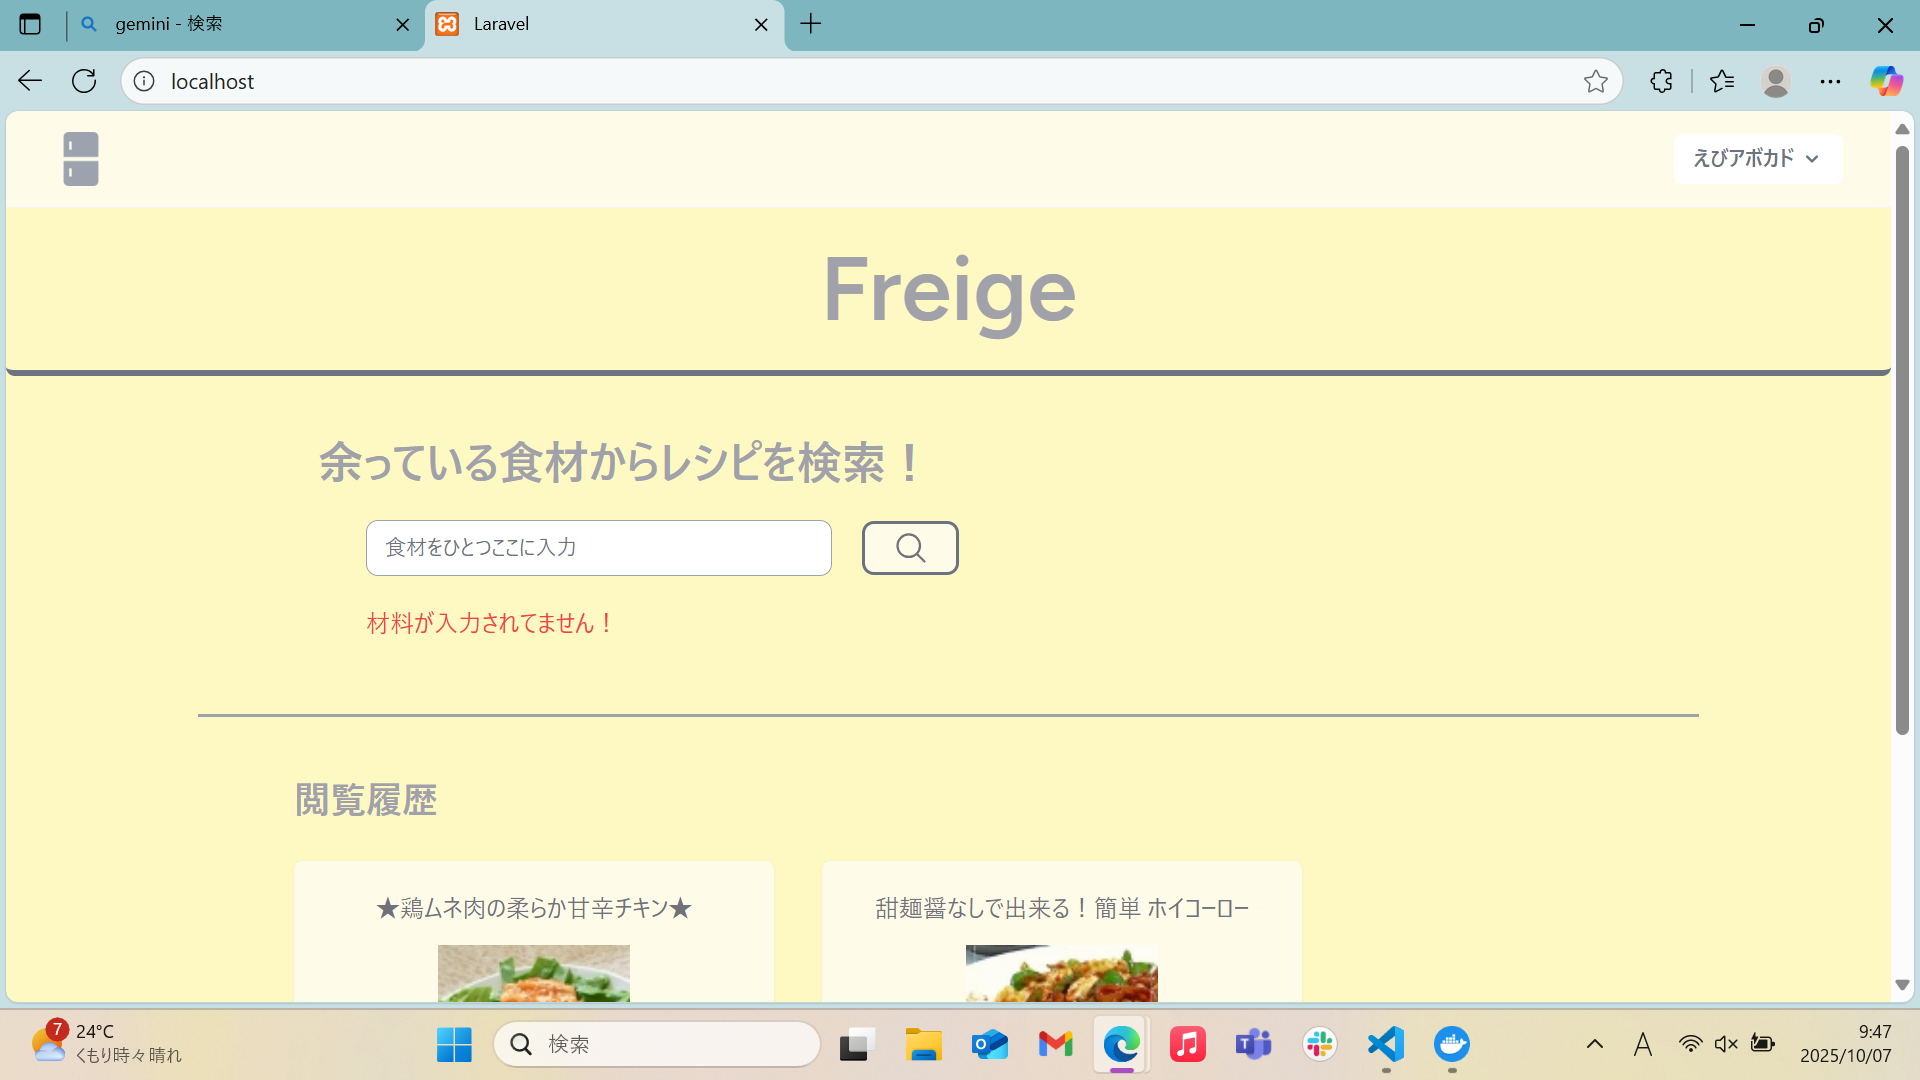 gemini - 検索
Laravel
localhost
えびアボカド
Freige
余っている食材からレシピを検索！
食材をひとつここに入力
材料が入力されてません！
閲覧履歴
★鶏ムネ肉の柔らか甘辛チキン★
甜麺醤なしで出来る！簡単 ホイコーロー
7
24°C
くもり時々晴れ
検索
A
9:47
2025/10/07